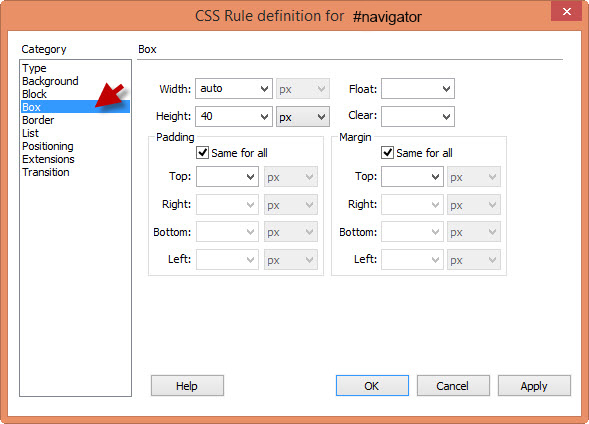 CSS Rule definition for #navigator
Category
Type
Background
Block
Box
Border
List
Positioning
Extensions
Transition
Box
Width: auto px Float:
Height: 40 px Clear:
Padding Margin
Same for all Same for all
Top: px Top: px
Right: px Right: px
Bottom: px Bottom: px
Left: px Left: px
Help OK Cancel Apply